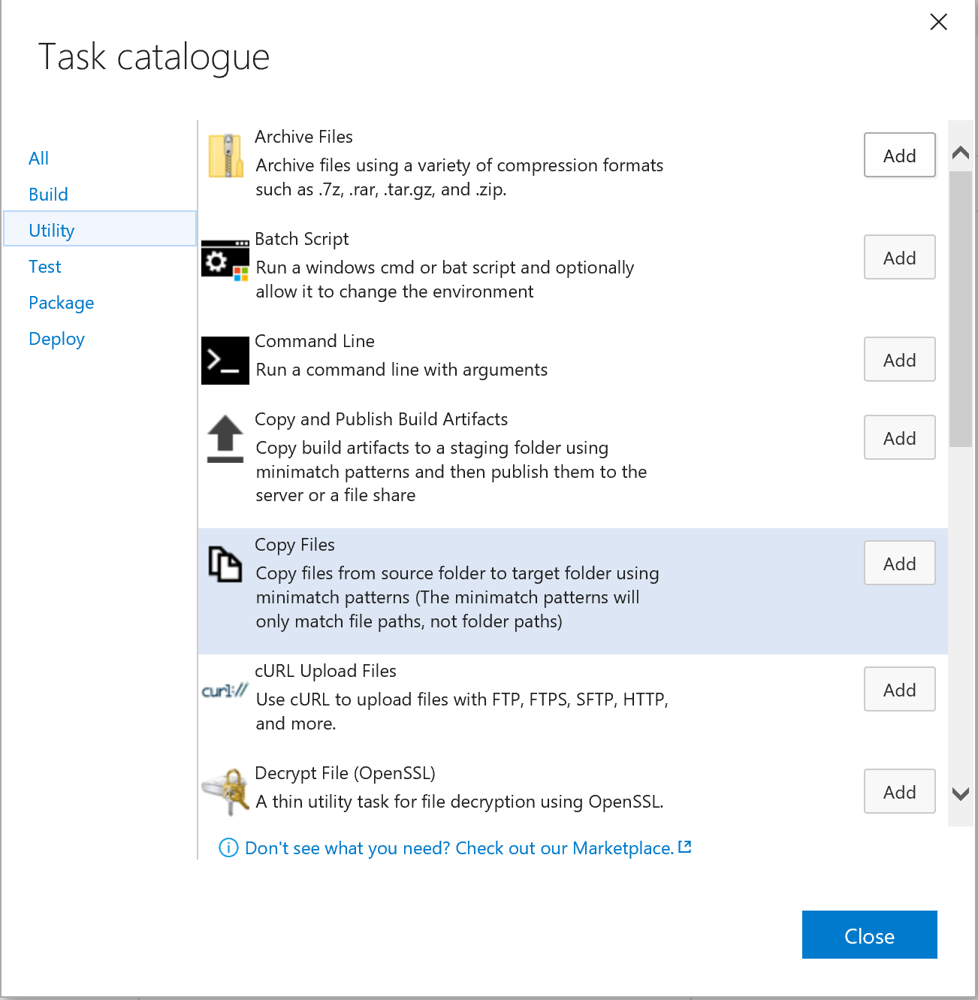 Task catalogue
All
Build
Utility
Test
Package
Deploy
Archive Files
Archive files using a variety of compression formats
such as .7z, .rar, .tar.gz, and .zip.
Add
Batch Script
Run a windows cmd or bat script and optionally
allow it to change the environment
Add
Command Line
Run a command line with arguments
Add
Copy and Publish Build Artifacts
Copy build artifacts to a staging folder using
minimatch patterns and then publish them to the
server or a file share
Add
Copy Files
Copy files from source folder to target folder using
minimatch patterns (The minimatch patterns will
only match file paths, not folder paths)
Add
curl://
cURL Upload Files
Use cURL to upload files with FTP, FTPS, SFTP, HTTP,
and more.
Add
Decrypt File (OpenSSL)
A thin utility task for file decryption using OpenSSL.
Add
Don't see what you need? Check out our Marketplace.
Close